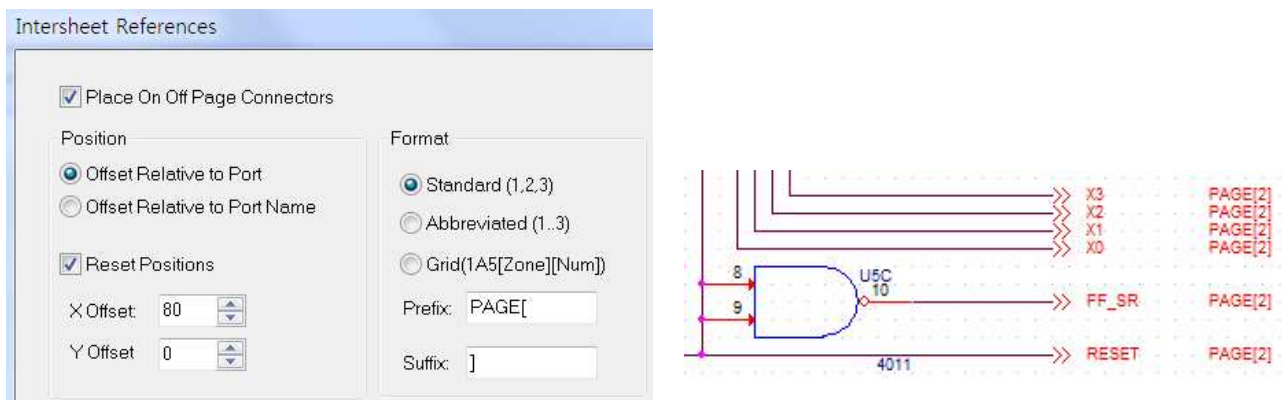 Intersheet References
Place On Off Page Connectors
Position
Offset Relative to Port
Offset Relative to Port Name
Reset Positions
X Offset: 80
Y Offset 0
Format
Standard (1,2,3)
Abbreviated (1..3)
Grid(1A5[Zone][Num])
Prefix: PAGE[
Suffix: ]
X3 PAGE[2]
X2 PAGE[2]
X1 PAGE[2]
X0 PAGE[2]
8 U5C
10
9 FF_SR PAGE[2]
RESET PAGE[2]
4011